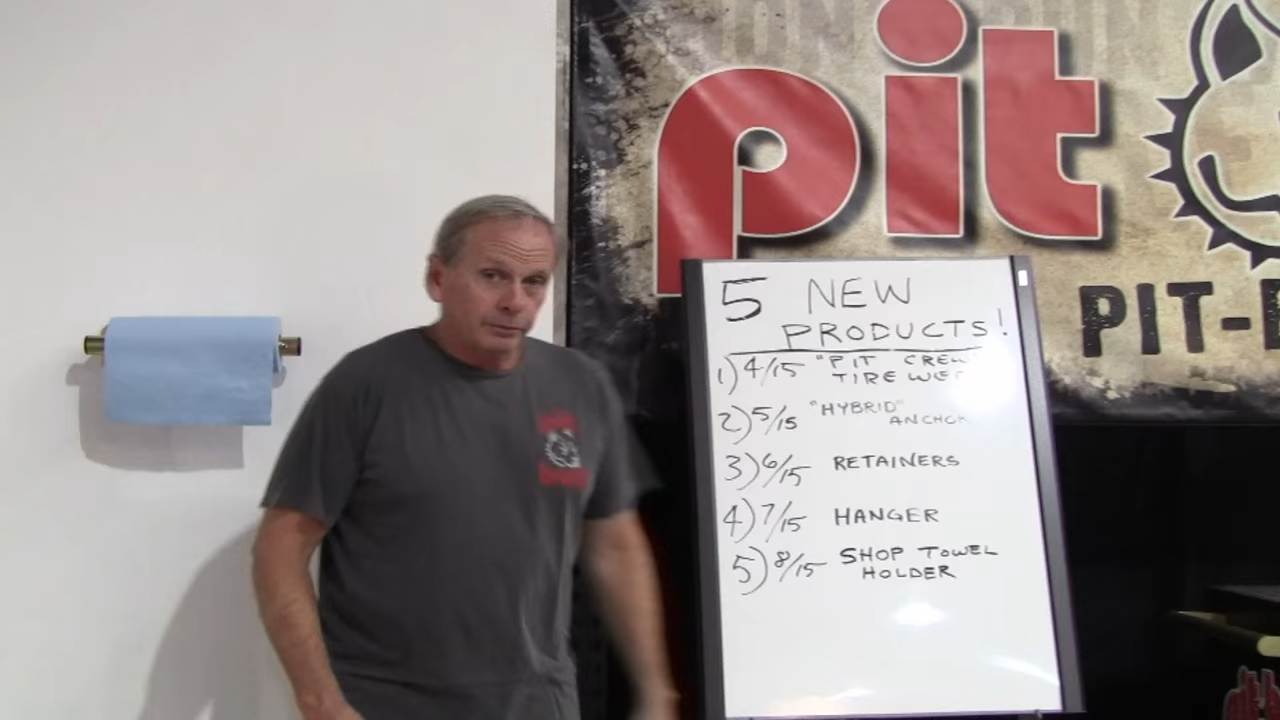 pit
PIT-
5 NEW
PRODUCTS!
1) 4/15 "PIT CREW
TIRE
2) 5/15 "HYBRID"
3) 6/15 RETAINERS
4) 7/15 HANGER
5) 8/15 SHOP TOWEL
HOLDER